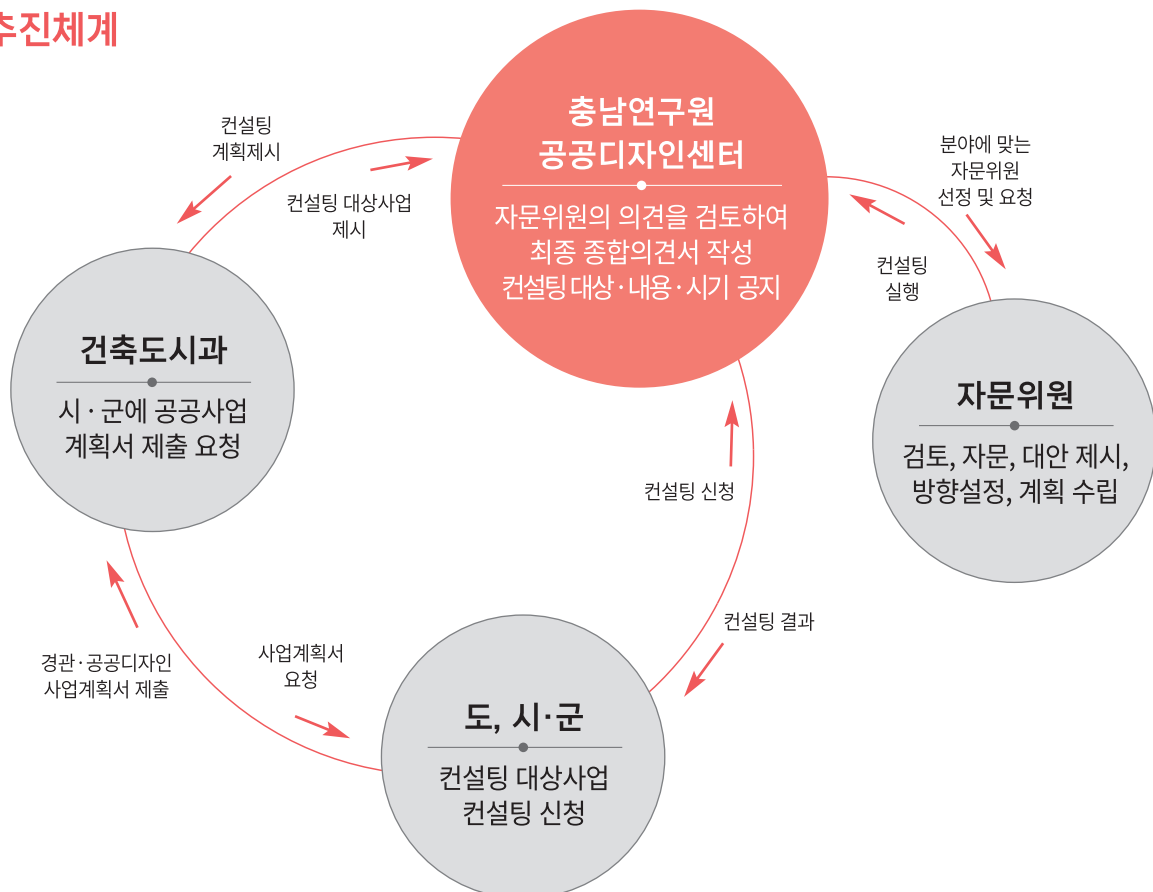 추진체계
충남연구원
공공디자인센터
자문위원의 의견을 검토하여
최종 종합의견서 작성
컨설팅 대상·내용·시기 공지
컨설팅
계획제시
컨설팅 대상사업
제시
분야에 맞는
자문위원
선정 및 요청
컨설팅
실행
건축도시과
시·군에 공공사업
계획서 제출 요청
자문위원
검토, 자문, 대안 제시,
방향설정, 계획 수립
컨설팅 신청
컨설팅 결과
경관·공공디자인
사업계획서 제출
사업계획서
요청
도, 시·군
컨설팅 대상사업
컨설팅 신청